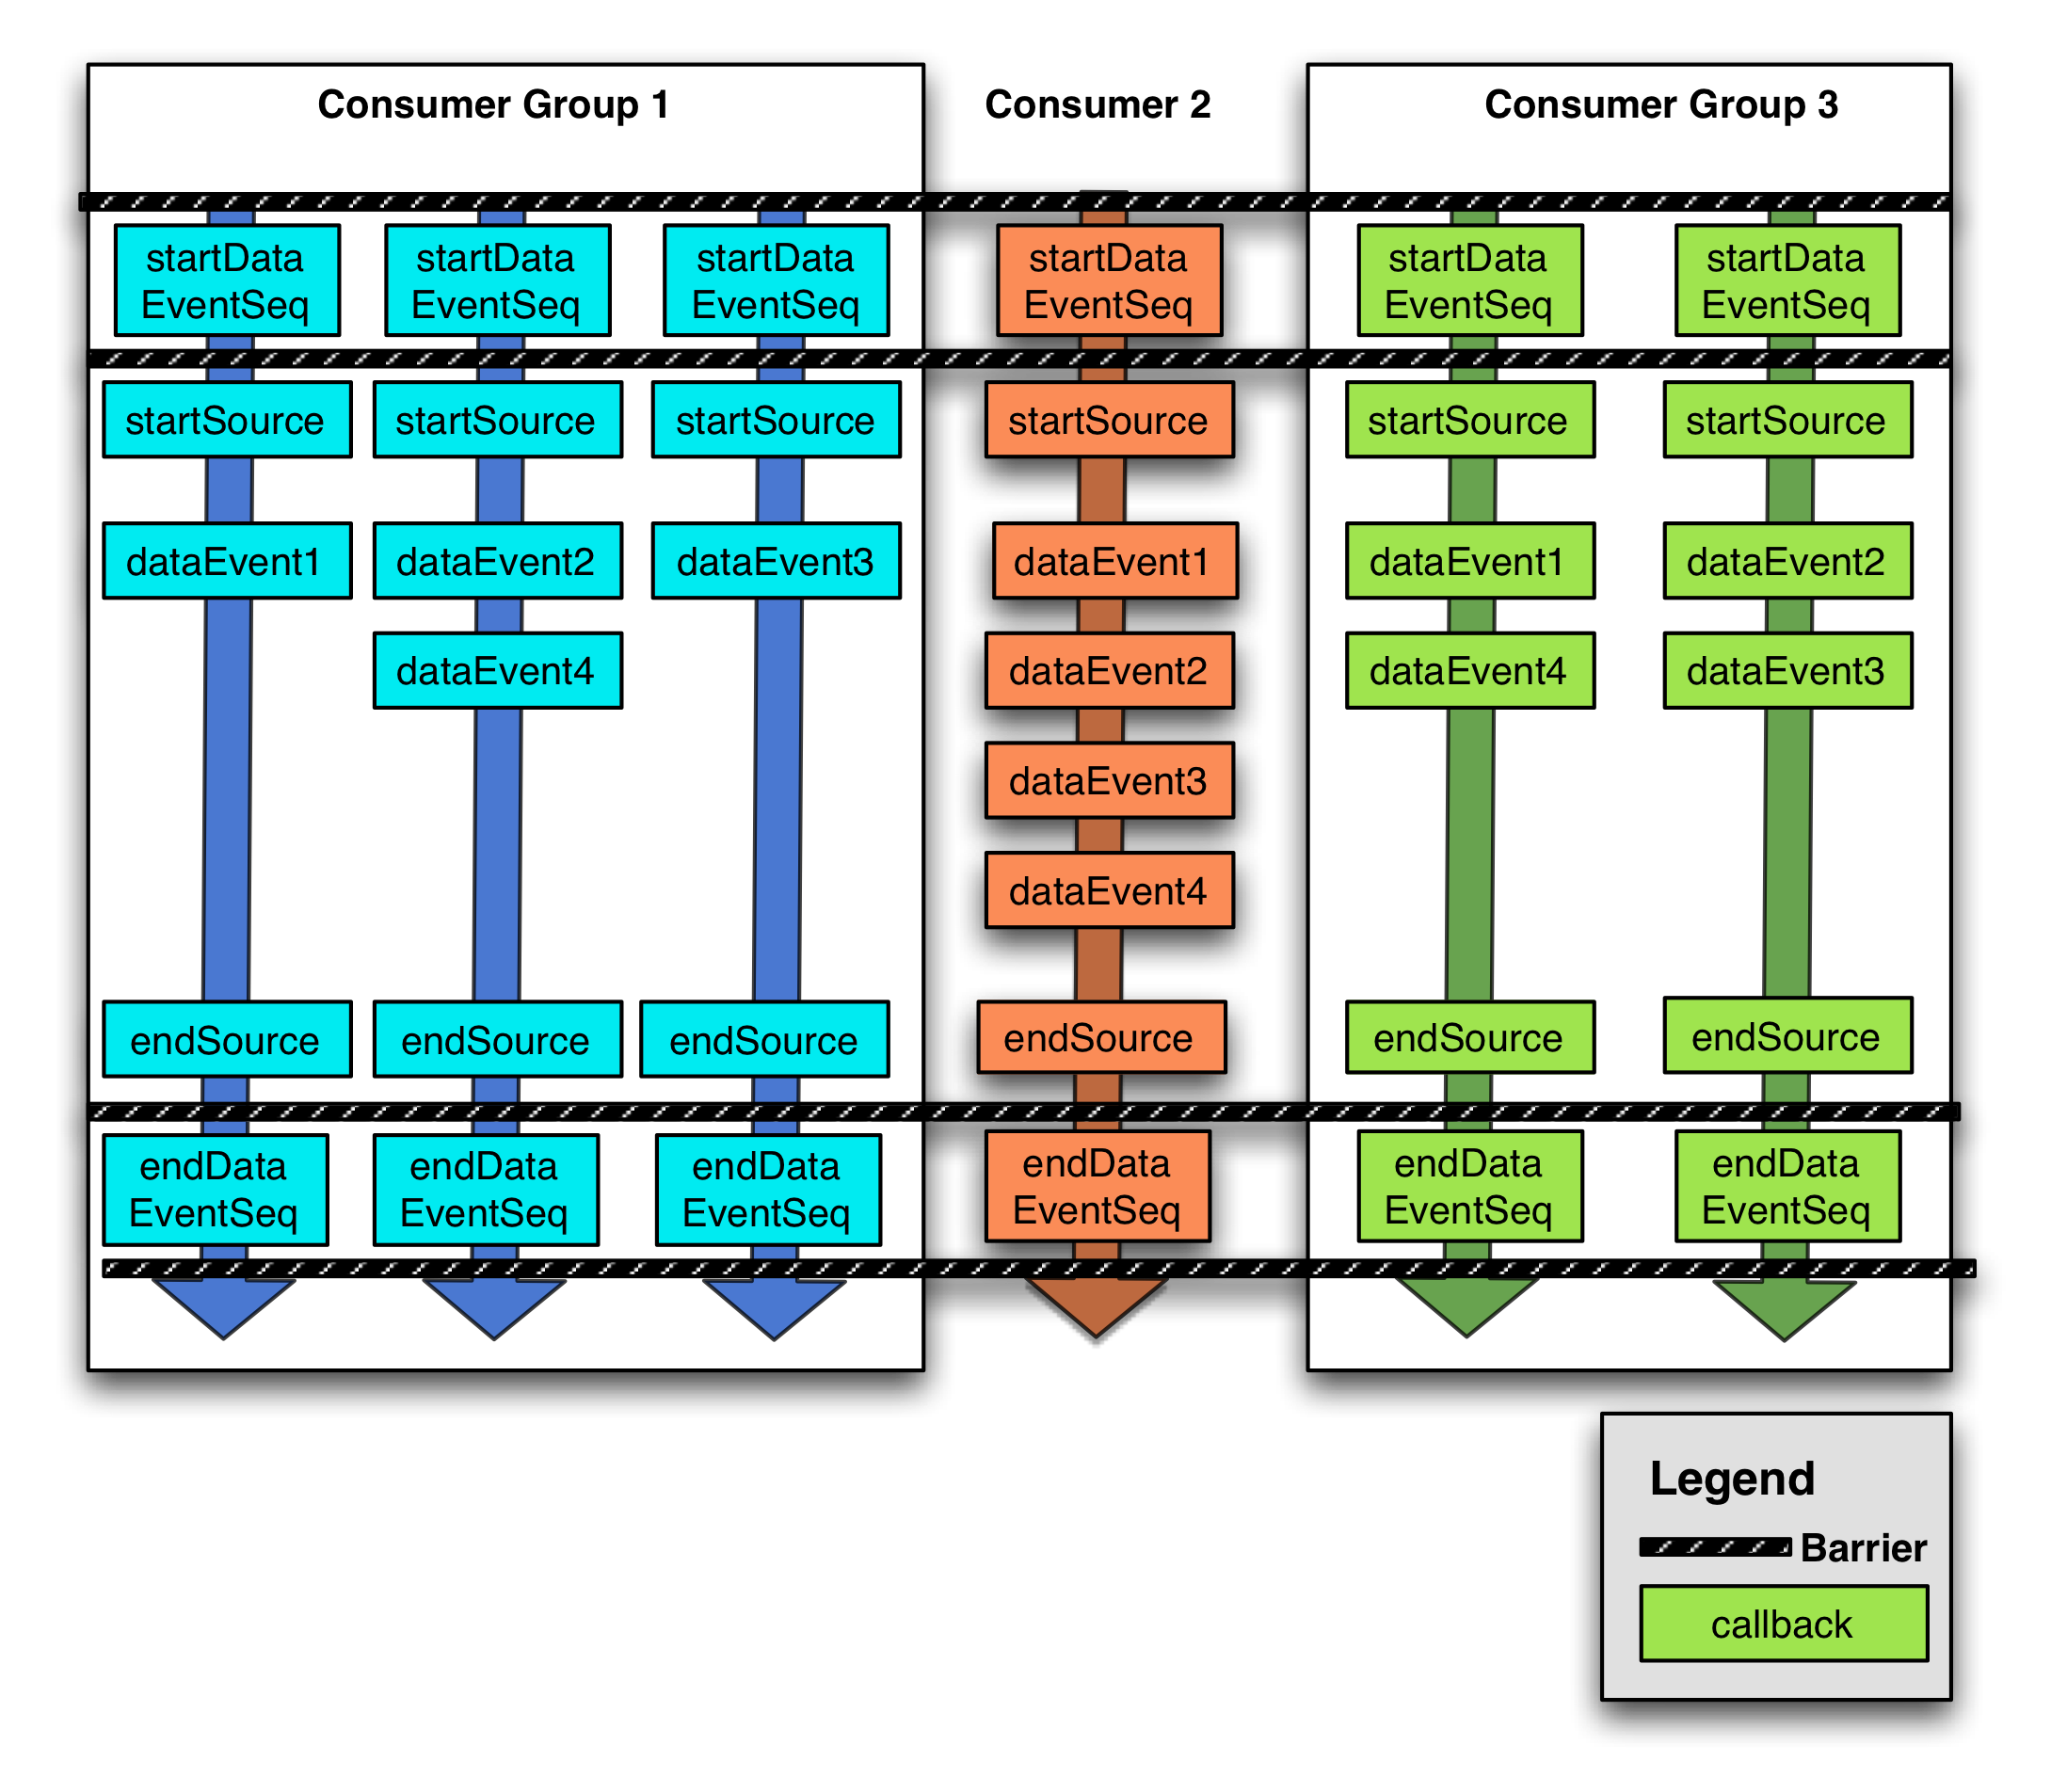 Consumer Group 1
Consumer 2
Consumer Group 3
startData
EventSeq
startData
EventSeq
startData
EventSeq
startData
EventSeq
startData
EventSeq
startData
EventSeq
startSource
startSource
startSource
startSource
startSource
startSource
dataEvent1
dataEvent2
dataEvent3
dataEvent1
dataEvent1
dataEvent2
dataEvent4
dataEvent2
dataEvent4
dataEvent3
dataEvent3
dataEvent4
endSource
endSource
endSource
endSource
endSource
endSource
endData
EventSeq
endData
EventSeq
endData
EventSeq
endData
EventSeq
endData
EventSeq
endData
EventSeq
Legend
Barrier
callback